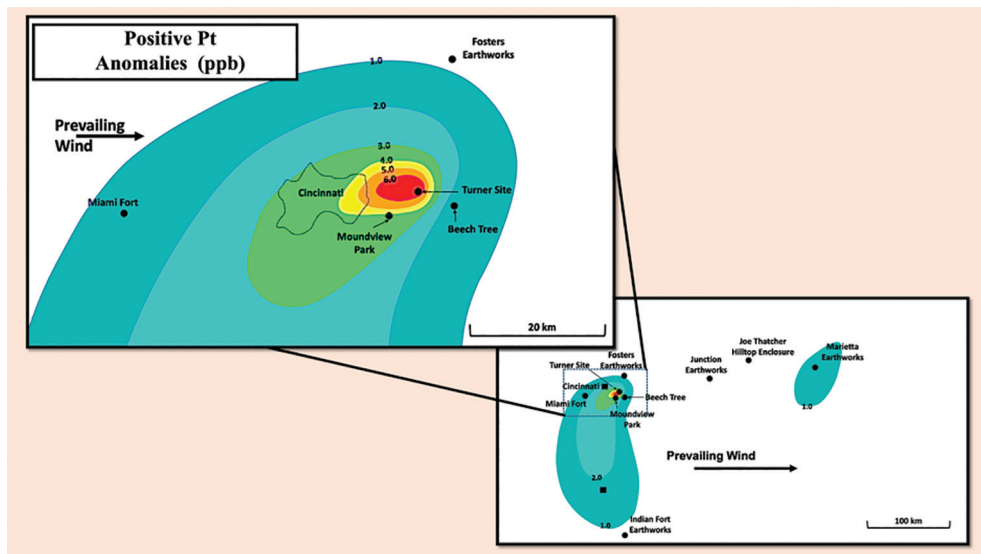 Positive Pt
Anomalies (ppb)
Fosters
Earthworks
1.0
2.0
Prevailing
Wind
3.0
4.0
5.0
6.0
Cincinnati
Turner Site
Miami Fort
Beech Tree
Moundview
Park
20 km
Joe Thatcher
Hilltop Enclosure
Marietta
Earthworks
Junction
Earthworks
Fosters
Earthworks
Turner Site
Cincinnati
Miami Fort
Beech Tree
Moundview
Park
1.0
Prevailing Wind
2.0
1.0
Indian Fort
Earthworks
100 km